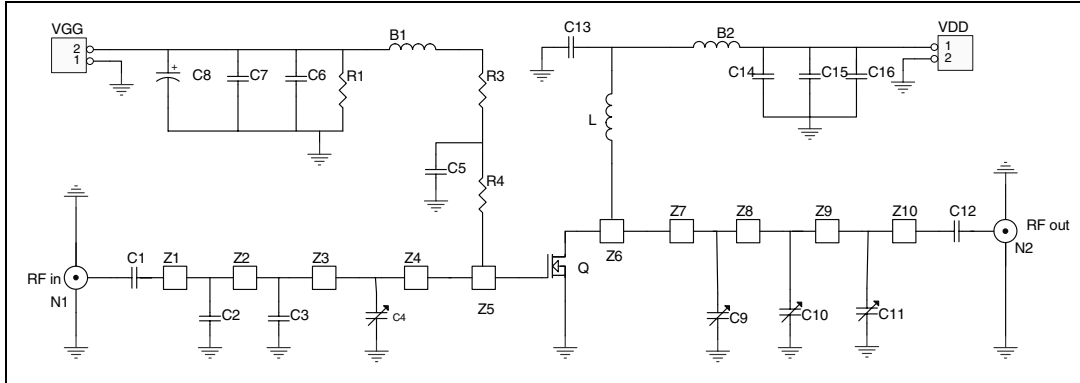 VGG
2
1
C8
C7
C6
R1
B1
R3
C5
R4
C13
B2
L
C14
C15
C16
VDD
1
2
RF in
N1
C1
Z1
Z2
Z3
Z4
Z5
C2
C3
C4
Q
Z6
Z7
Z8
Z9
Z10
C12
RF out
N2
C9
C10
C11
+